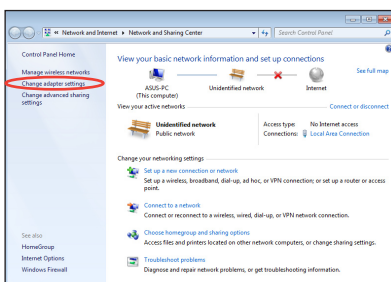 Network and Internet ▸ Network and Sharing Center
Search Control Panel
Control Panel Home
Manage wireless networks
Change adapter settings
Change advanced sharing
settings
See also
HomeGroup
Internet Options
Windows Firewall
View your basic network information and set up connections
See full map
ASUS-PC
(This computer)
Unidentified network
Internet
View your active networks
Connect or disconnect
Unidentified network
Public network
Access type: No Internet access
Connections: Local Area Connection
Change your networking settings
Set up a new connection or network
Set up a wireless, broadband, dial-up, ad hoc, or VPN connection; or set up a router or access
point.
Connect to a network
Connect or reconnect to a wireless, wired, dial-up, or VPN network connection.
Choose homegroup and sharing options
Access files and printers located on other network computers, or change sharing settings.
Troubleshoot problems
Diagnose and repair network problems, or get troubleshooting information.